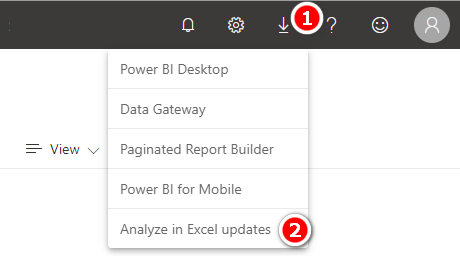 1
?
Power BI Desktop
Data Gateway
View
Paginated Report Builder
Power BI for Mobile
Analyze in Excel updates 2